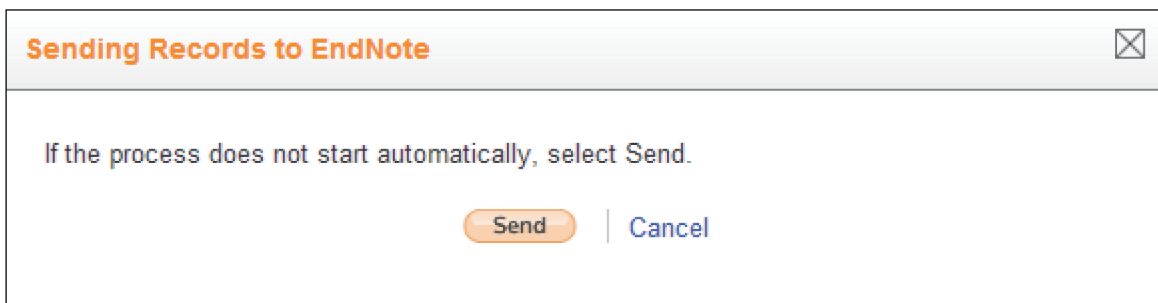 Sending Records to EndNote
If the process does not start automatically, select Send.
Send Cancel